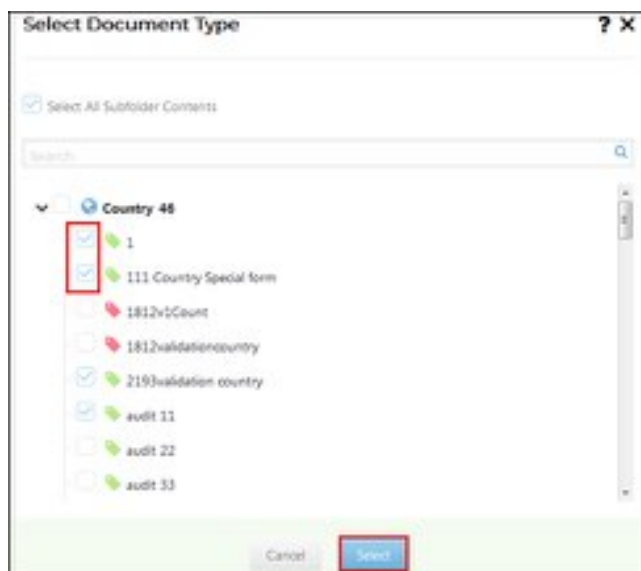 Select Document Type ? X
Select All Subfolder Contents
Search
Country 46
1
111 Country Special form
1812v1Count
1812validationcountry
2193validation country
audit 11
audit 22
audit 33
Cancel Select